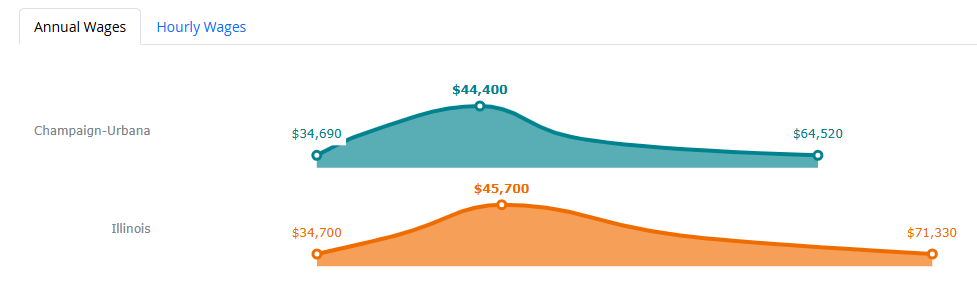 Annual Wages Hourly Wages
$44,400
Champaign-Urbana $34,690 $64,520
$45,700
Illinois $34,700 $71,330